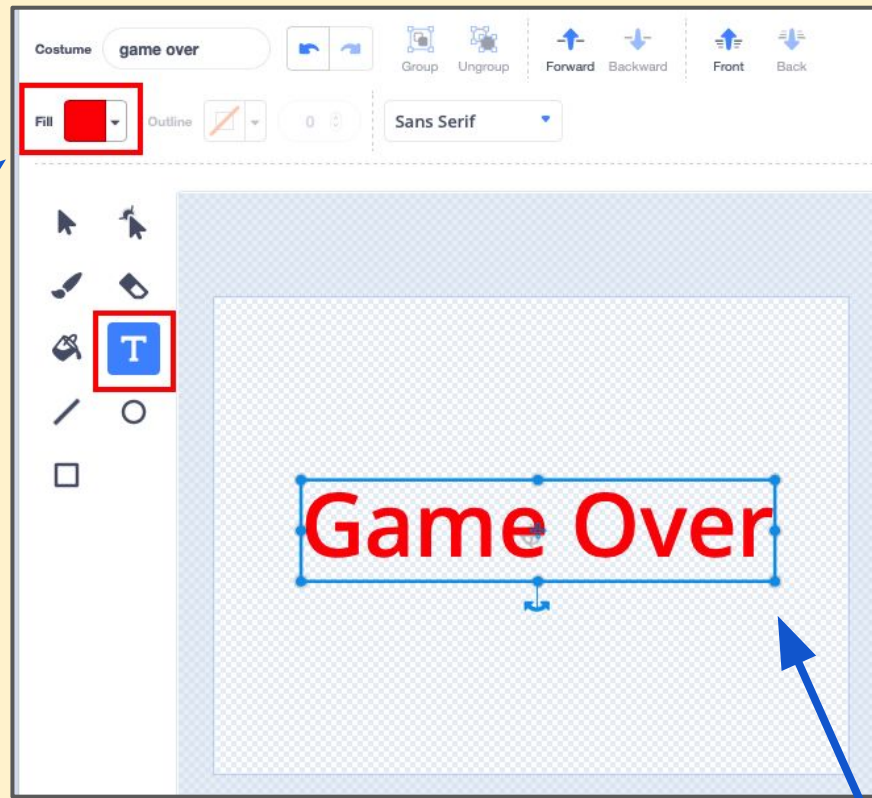 Costume game over
Group Ungroup Forward Backward Front Back
Fill Outline 0 Sans Serif
T
Game Over